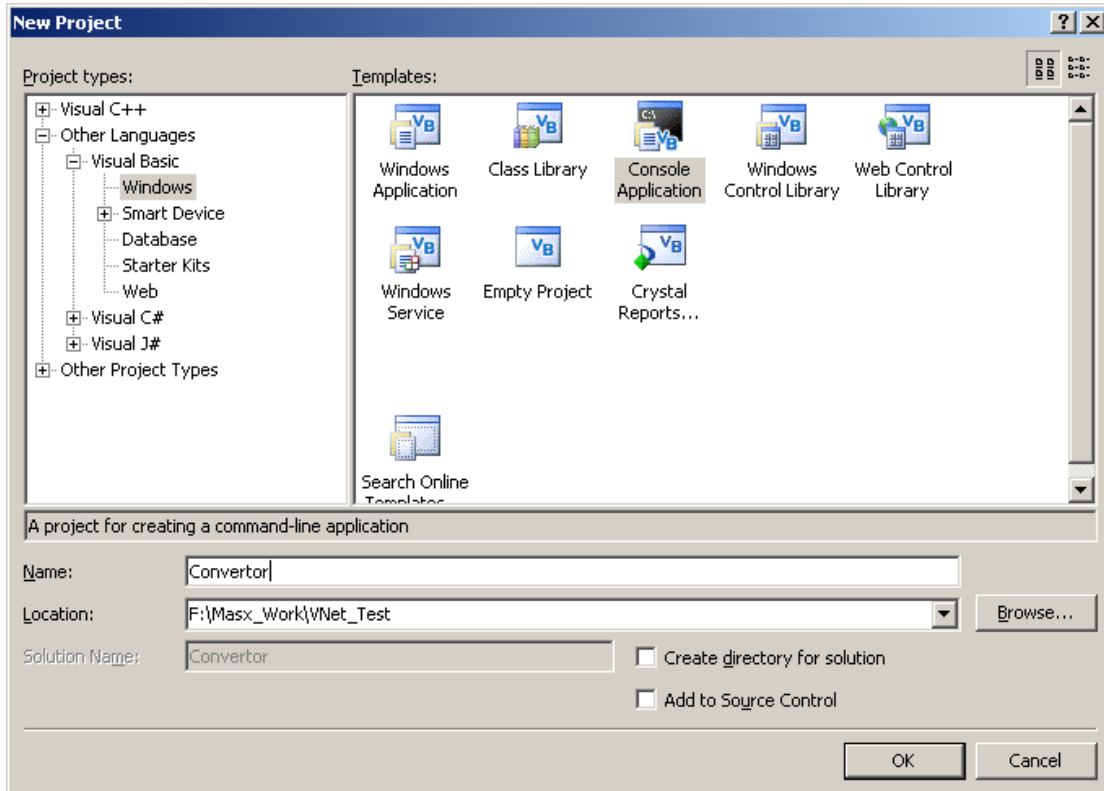 New Project
Project types:
Templates:
Visual C++
Other Languages
Visual Basic
Windows
Smart Device
Database
Starter Kits
Web
Visual C#
Visual J#
Other Project Types
Windows
Application
Class Library
Console
Application
Windows
Control Library
Web Control
Library
Windows
Service
Empty Project
Crystal
Reports...
Search Online
Templates...
A project for creating a command-line application
Name:
Convertor
Location:
F:\Masx_Work\VNet_Test
Browse...
Solution Name:
Convertor
Create directory for solution
Add to Source Control
OK
Cancel